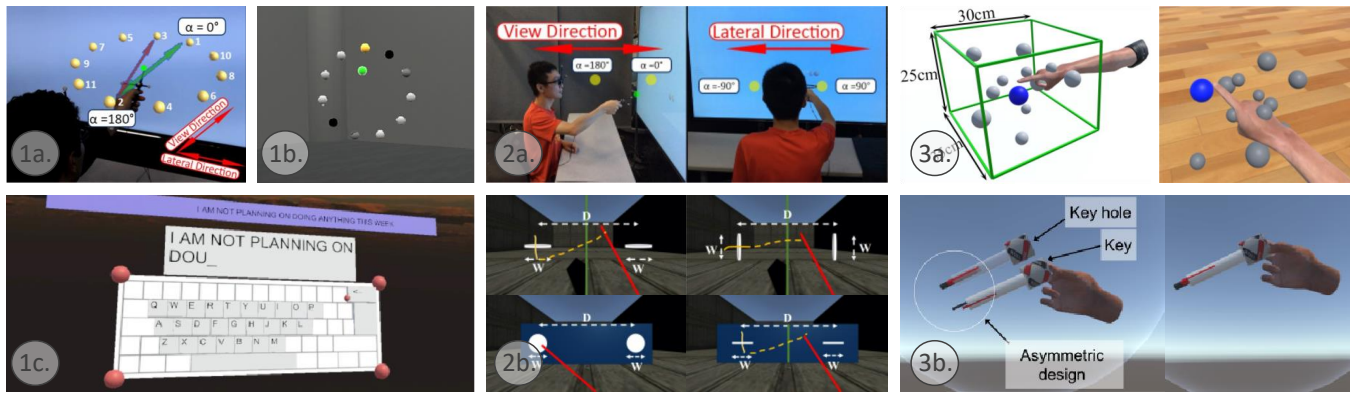 α = 0°
1
3
5
7
9
11
2
4
6
8
10
α =180°
View Direction
Lateral Direction
1a.
1b.
View Direction
α =180°
α =0°
2a.
Lateral Direction
α =-90°
α =90°
30cm
25cm
3a.
I AM NOT PLANNING ON DOING ANYTHING THIS WEEK
I AM NOT PLANNING ON
DOU_
Q W E R T Y U I O P
A S D F G H J K L
Z X C V B N M
1c.
D
W
W
D
W
W
D
W
W
D
W
W
2b.
Key hole
Key
Asymmetric
design
3b.